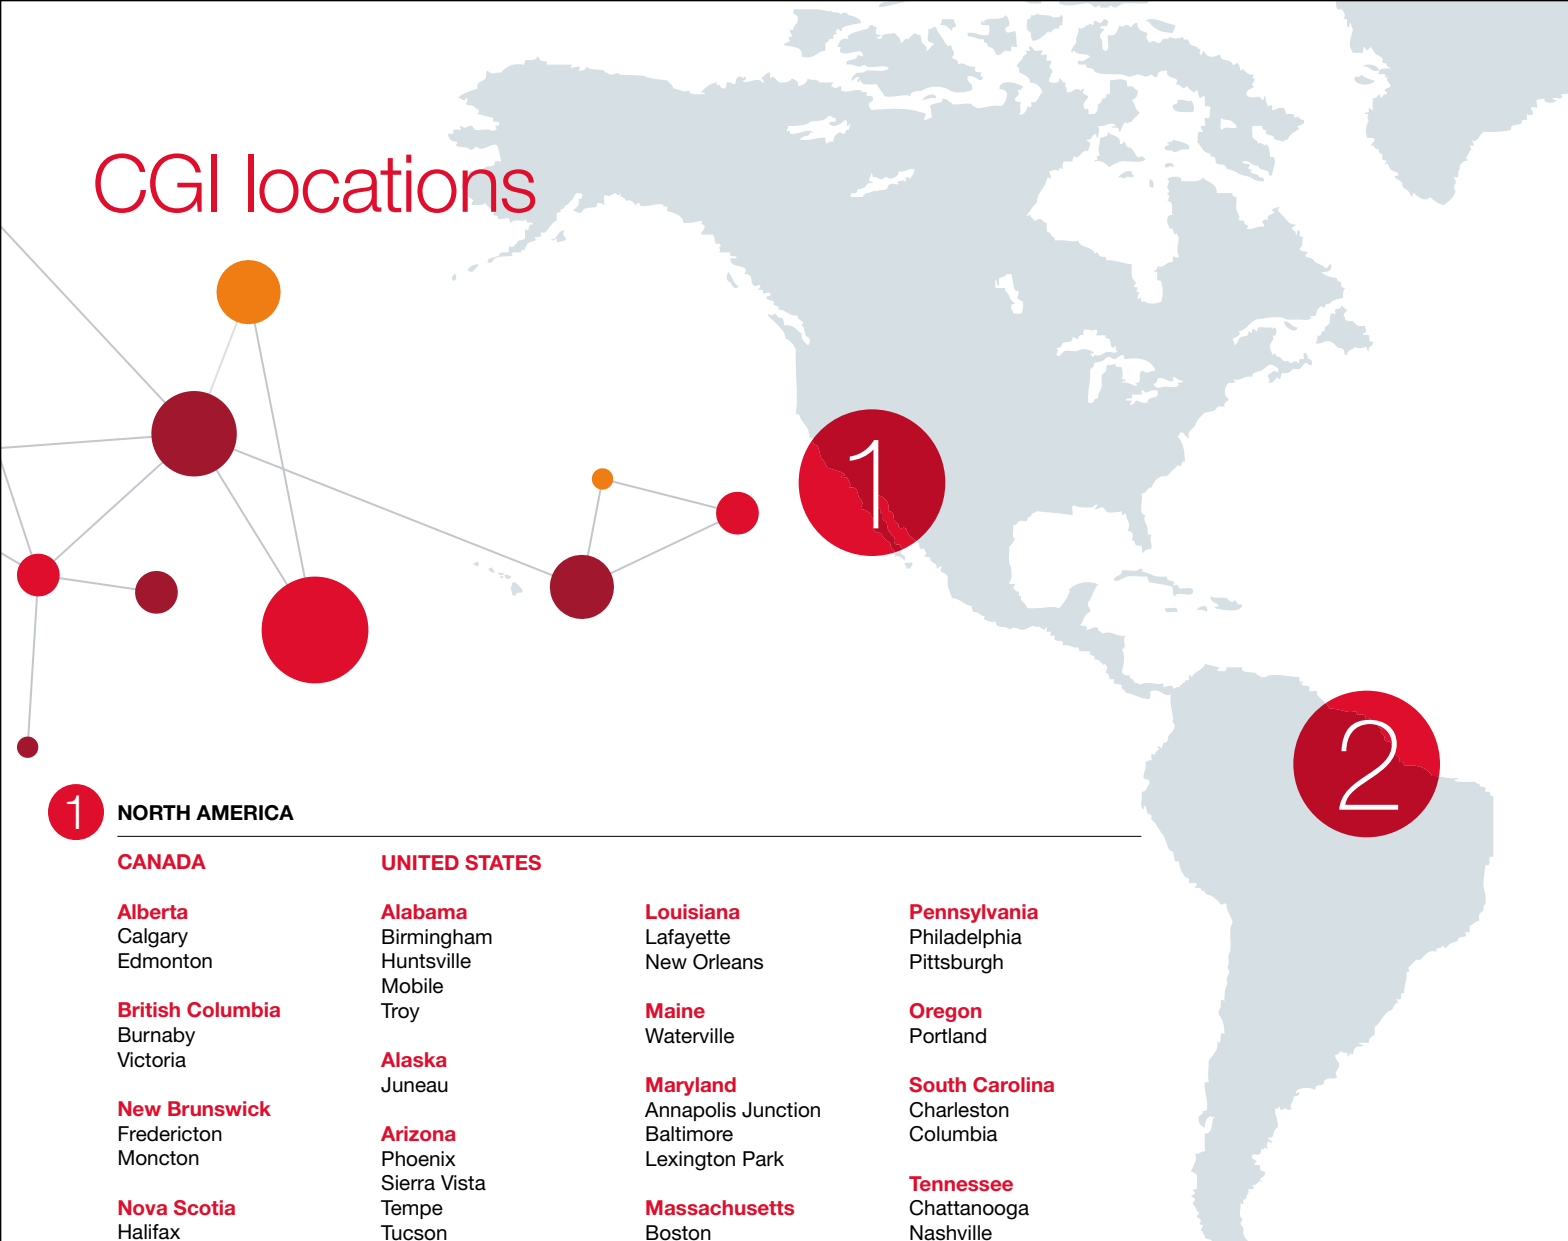 CGI locations
1
2
1
NORTH AMERICA
CANADA
Alberta
Calgary
Edmonton
British Columbia
Burnaby
Victoria
New Brunswick
Fredericton
Moncton
Nova Scotia
Halifax
UNITED STATES
Alabama
Birmingham
Huntsville
Mobile
Troy
Alaska
Juneau
Arizona
Phoenix
Sierra Vista
Tempe
Tucson
Louisiana
Lafayette
New Orleans
Maine
Waterville
Maryland
Annapolis Junction
Baltimore
Lexington Park
Massachusetts
Boston
Pennsylvania
Philadelphia
Pittsburgh
Oregon
Portland
South Carolina
Charleston
Columbia
Tennessee
Chattanooga
Nashville